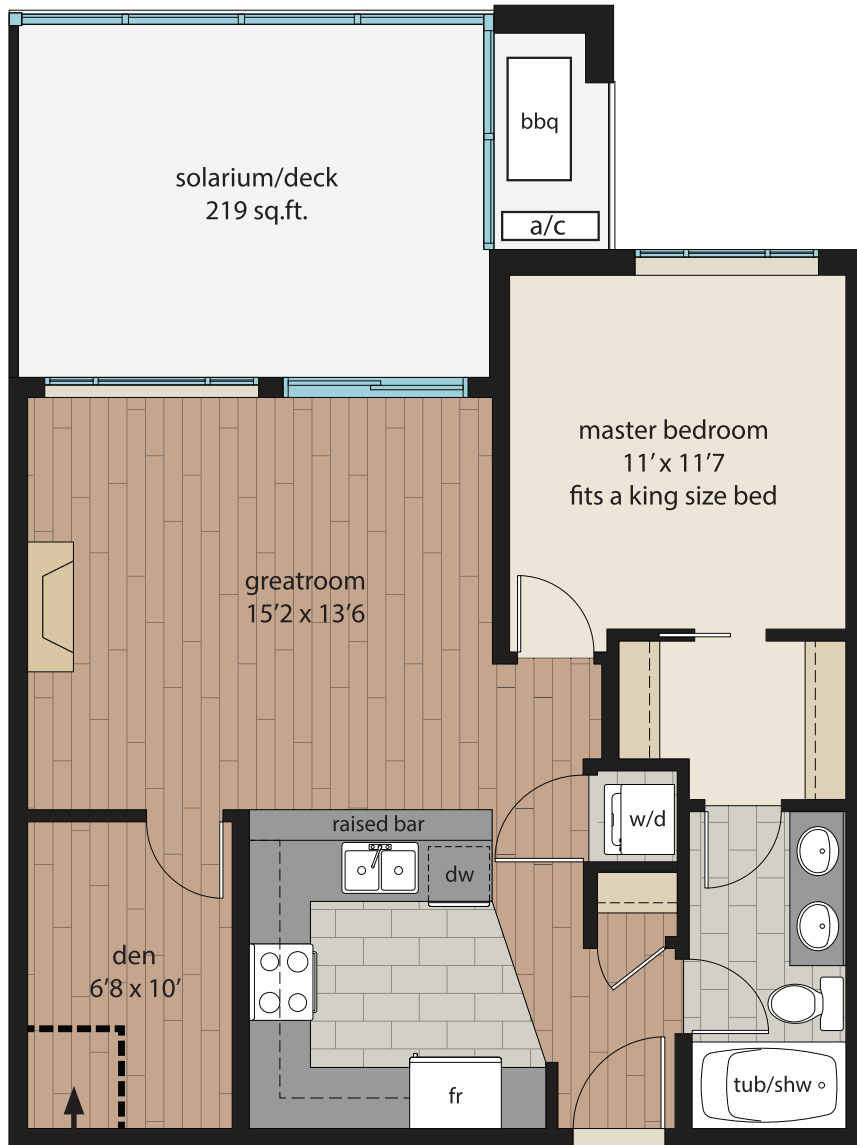 bbq
solarium/deck
219 sq.ft.
a/c
master bedroom
11’ x 11’7
fits a king size bed
greatroom
15’2 x 13’6
raised bar
w/d
dw
den
6’8 x 10’
fr
tub/shw